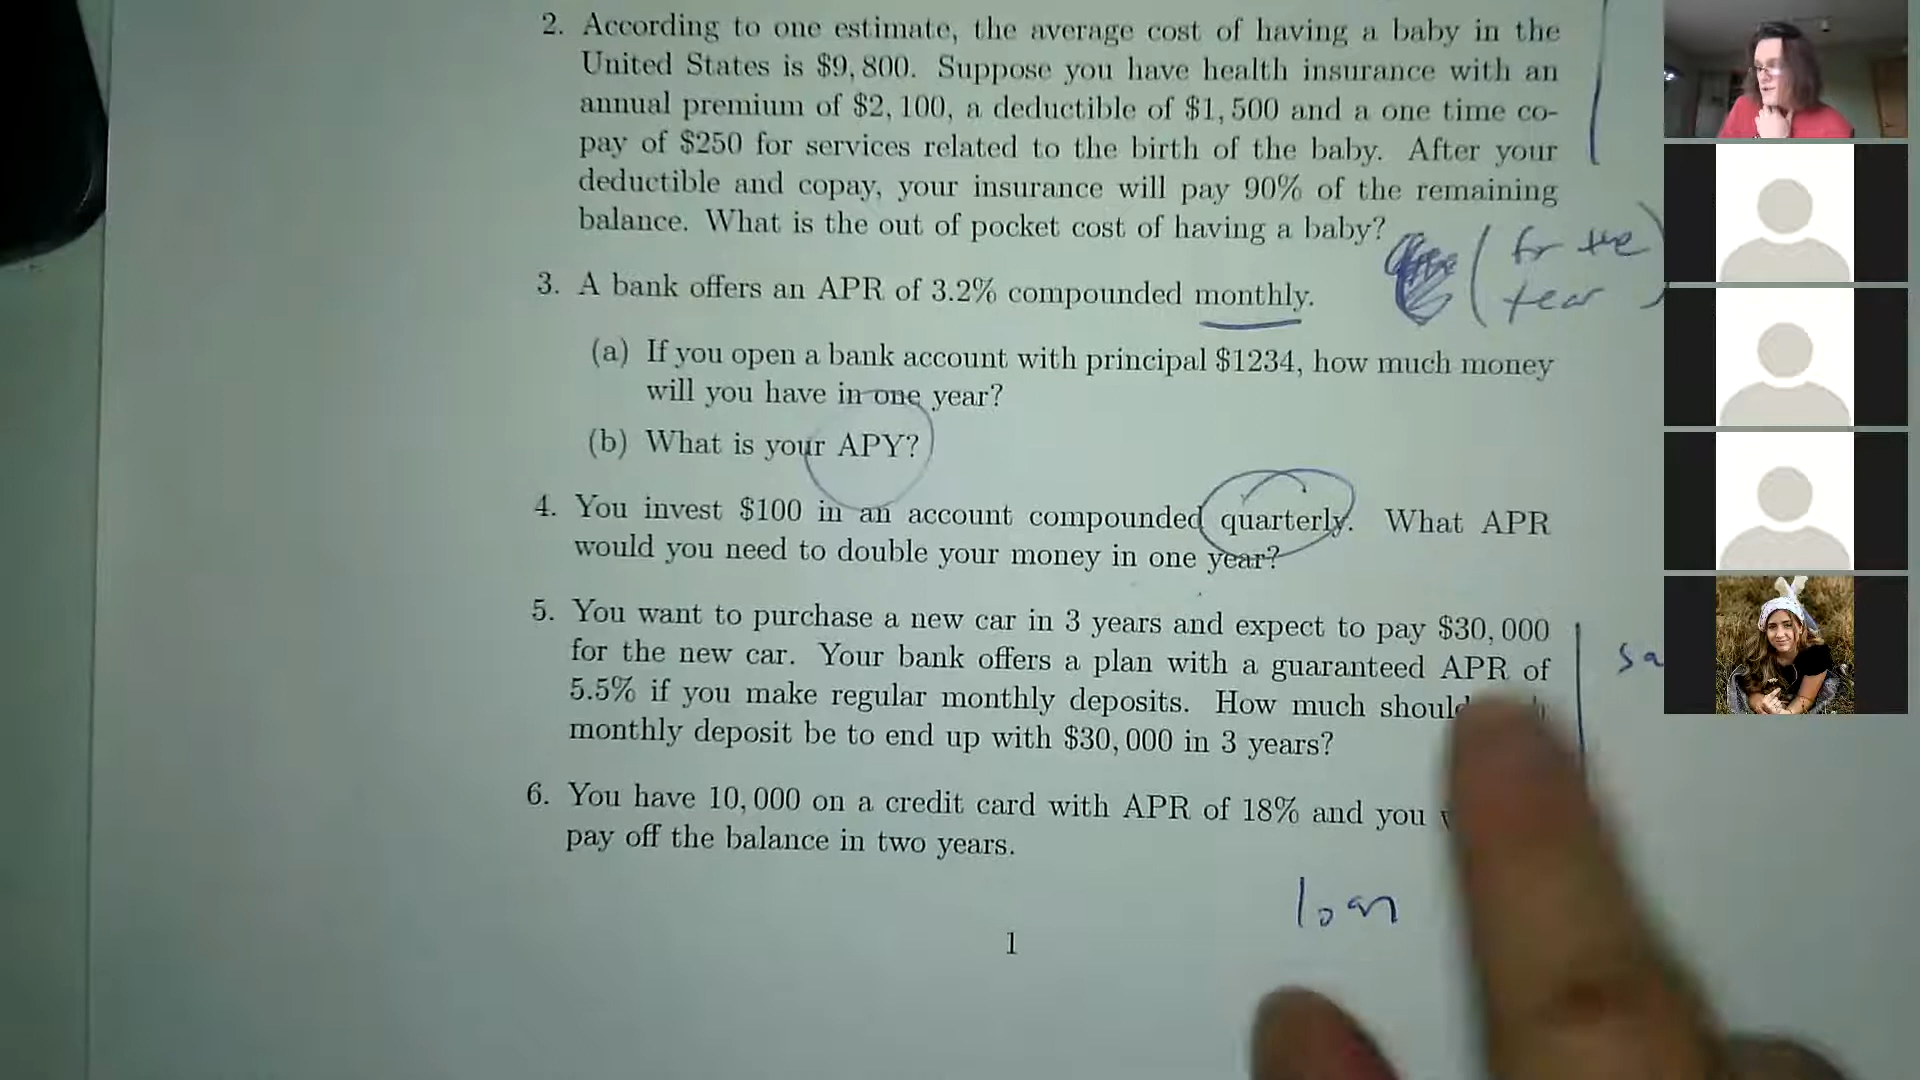 2. According to one estimate, the average cost of having a baby in the
United States is $9,800. Suppose you have health insurance with an
annual premium of $2,100, a deductible of $1,500 and a one time co-
pay of $250 for services related to the birth of the baby. After your
deductible and copay, your insurance will pay 90% of the remaining
balance. What is the out of pocket cost of having a baby?
(for the
year)
3. A bank offers an APR of 3.2% compounded monthly.
(a) If you open a bank account with principal $1234, how much money
will you have in one year?
(b) What is your APY?
4. You invest $100 in an account compounded quarterly. What APR
would you need to double your money in one year?
5. You want to purchase a new car in 3 years and expect to pay $30,000
for the new car. Your bank offers a plan with a guaranteed APR of
5.5% if you make regular monthly deposits. How much should
monthly deposit be to end up with $30,000 in 3 years?
sa
6. You have 10,000 on a credit card with APR of 18% and you
pay off the balance in two years.
loan
1